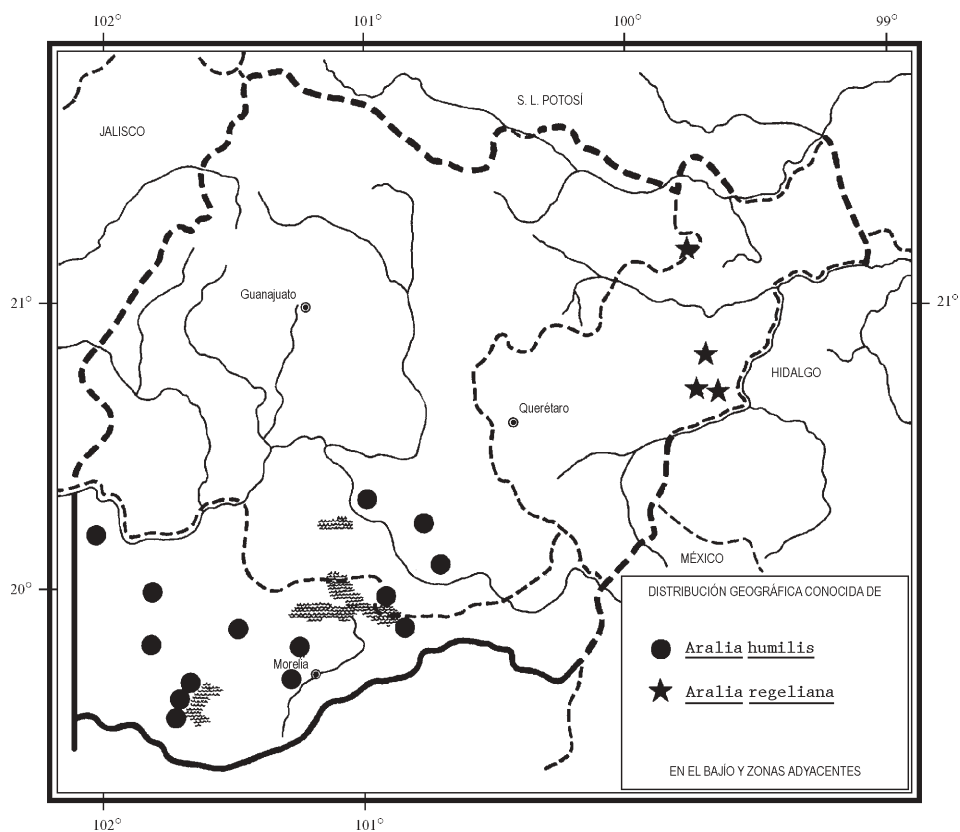 102° 101° 100° 99°
S. L. POTOSÍ
JALISCO
Guanajuato
21° 21°
HIDALGO
Querétaro
MÉXICO
20°
DISTRIBUCIÓN GEOGRÁFICA CONOCIDA DE
Aralia humilis
Morelia
Aralia regeliana
EN EL BAJÍO Y ZONAS ADYACENTES
102° 101°